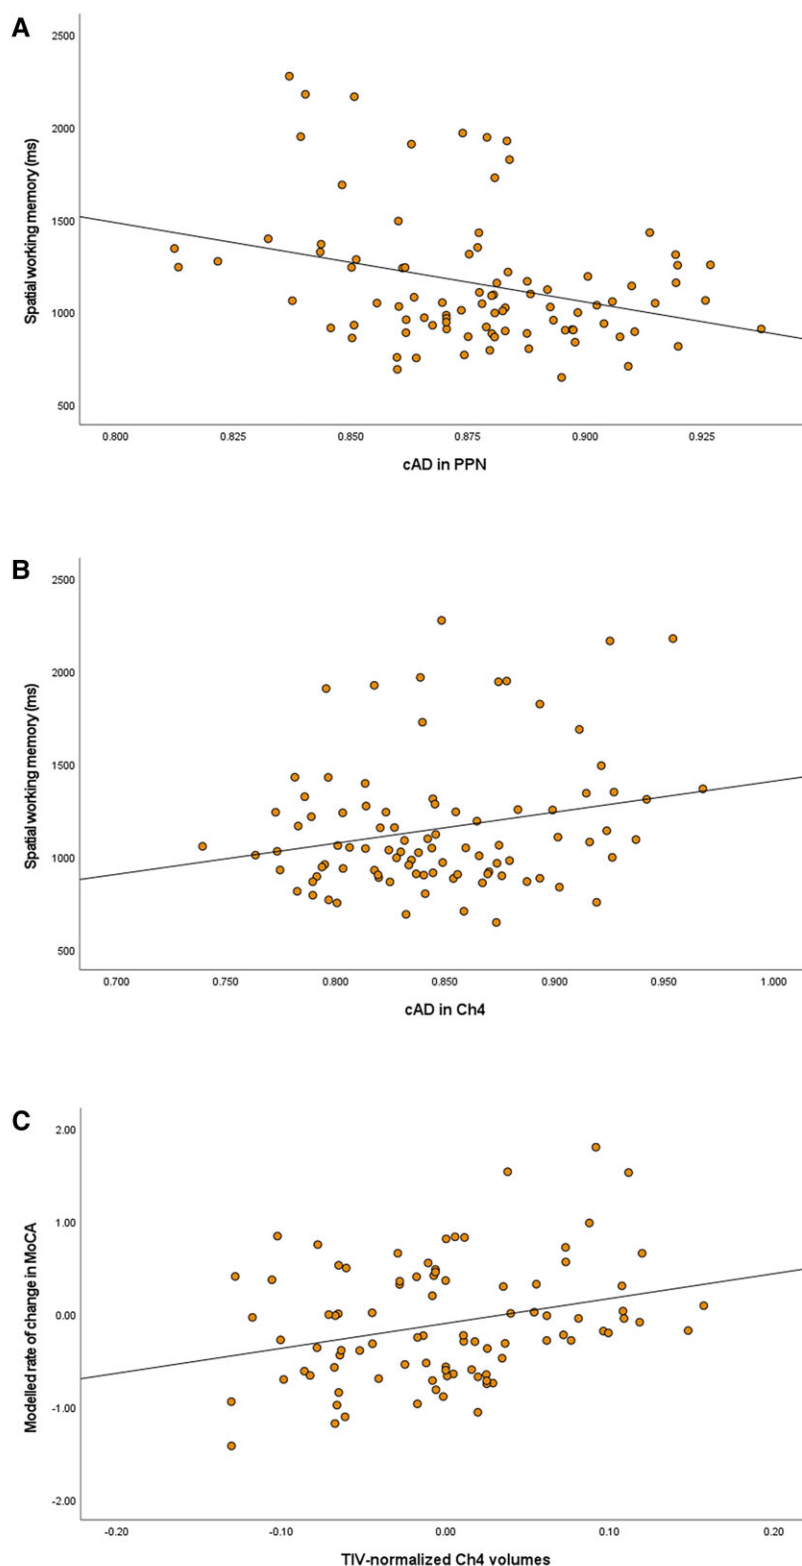 A
2500
2000
1500
1000
500
Spatial working memory (ms)
0.800 0.825 0.850 0.875 0.900 0.925
cAD in PPN
B
2500
2000
1500
1000
500
Spatial working memory (ms)
0.700 0.750 0.800 0.850 0.900 0.950 1.000
cAD in Ch4
C
2.00
1.00
0.00
-1.00
-2.00
Modelled rate of change in MoCA
-0.20 -0.10 0.00 0.10 0.20
TIV-normalized Ch4 volumes